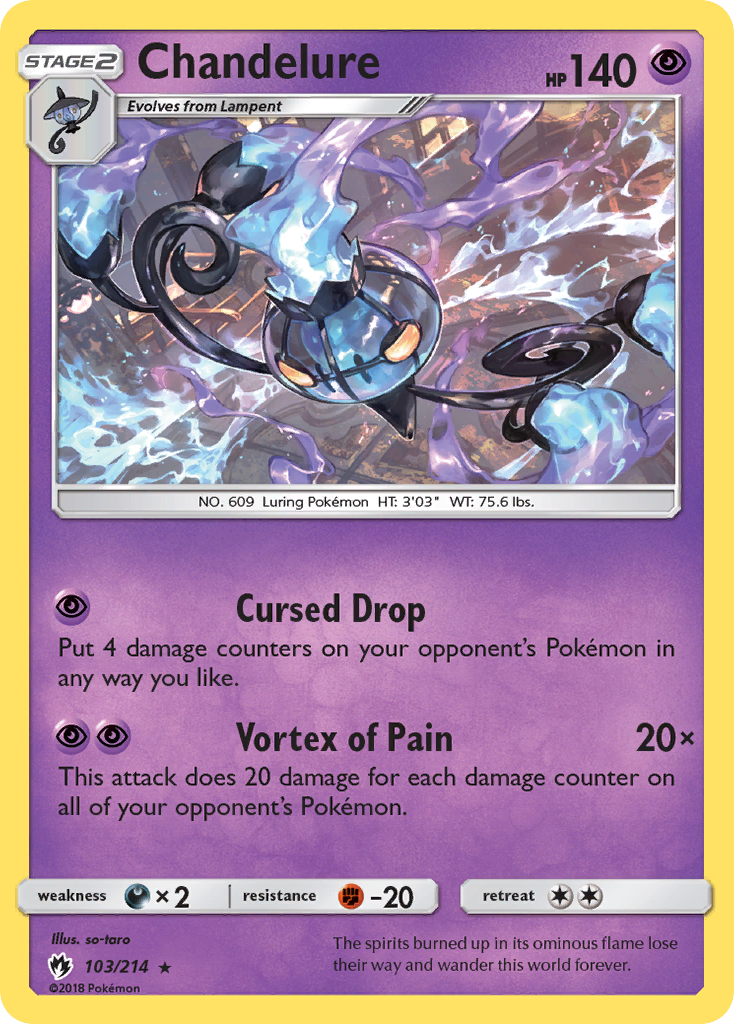 STAGE2 Chandelure HP 140
Evolves from Lampent
NO. 609 Luring Pokémon HT: 3'03" WT: 75.6 lbs.
Cursed Drop
Put 4 damage counters on your opponent's Pokémon in
any way you like.
Vortex of Pain 20×
This attack does 20 damage for each damage counter on
all of your opponent's Pokémon.
weakness ×2 resistance -20 retreat
Illus. so-taro
103/214 ★
©2018 Pokémon
The spirits burned up in its ominous flame lose
their way and wander this world forever.